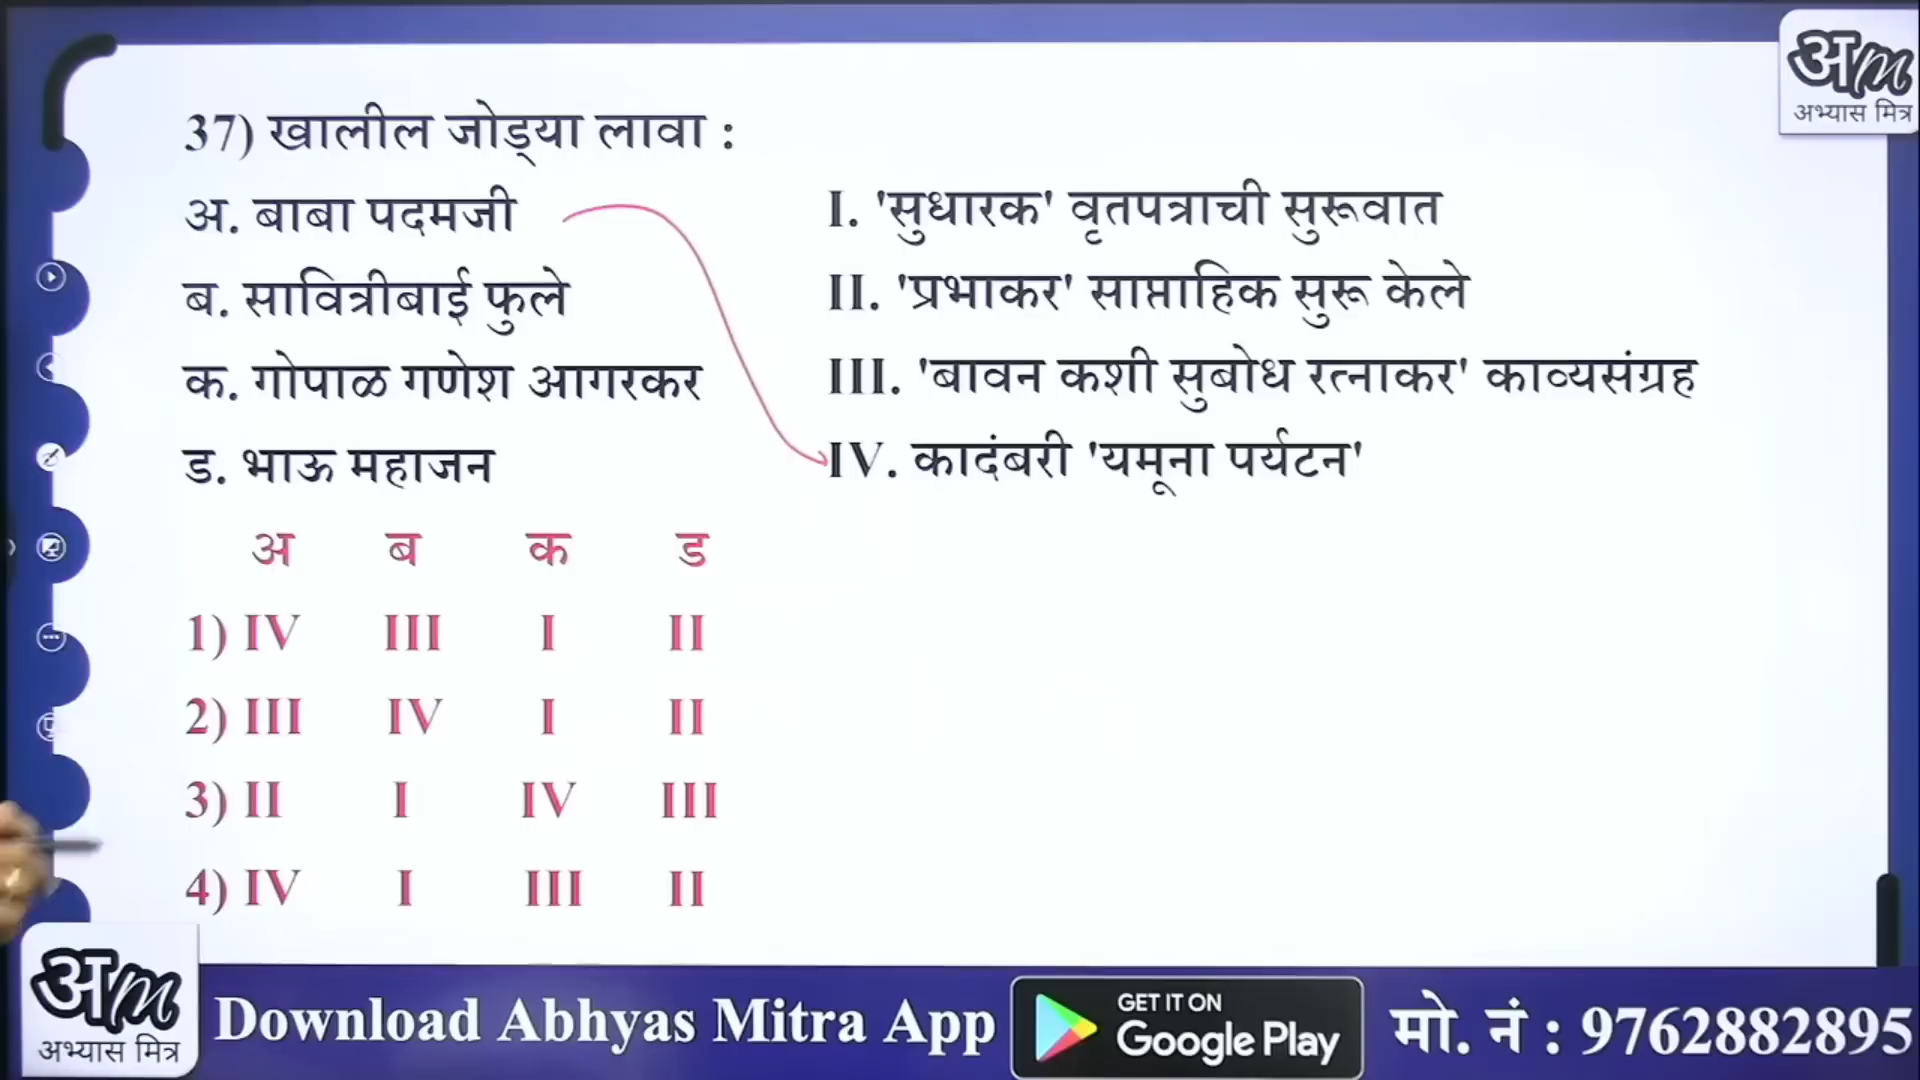 अm
अभ्यास मित्र
37) खालील जोड्या लावा :
अ. बाबा पदमजी
I. 'सुधारक' वृतपत्राची सुरूवात
ब. सावित्रीबाई फुले
II. 'प्रभाकर' साप्ताहिक सुरू केले
क. गोपाळ गणेश आगरकर
III. 'बावन कशी सुबोध रत्नाकर' काव्यसंग्रह
ड. भाऊ महाजन
IV. कादंबरी 'यमूना पर्यटन'
अ ब क ड
1) IV III I II
2) III IV I II
3) II I IV III
4) IV I III II
अm
अभ्यास मित्र
Download Abhyas Mitra App
GET IT ON
Google Play
मो. नं : 9762882895